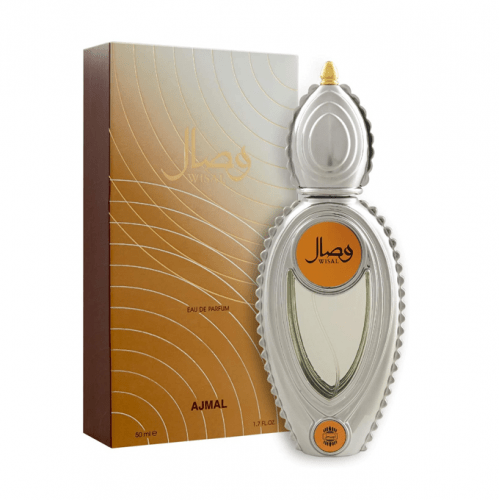 وصال
WISAL
EAU DE PARFUM
AJMAL
50 ml e 1.7 FL.OZ
وصال
WISAL